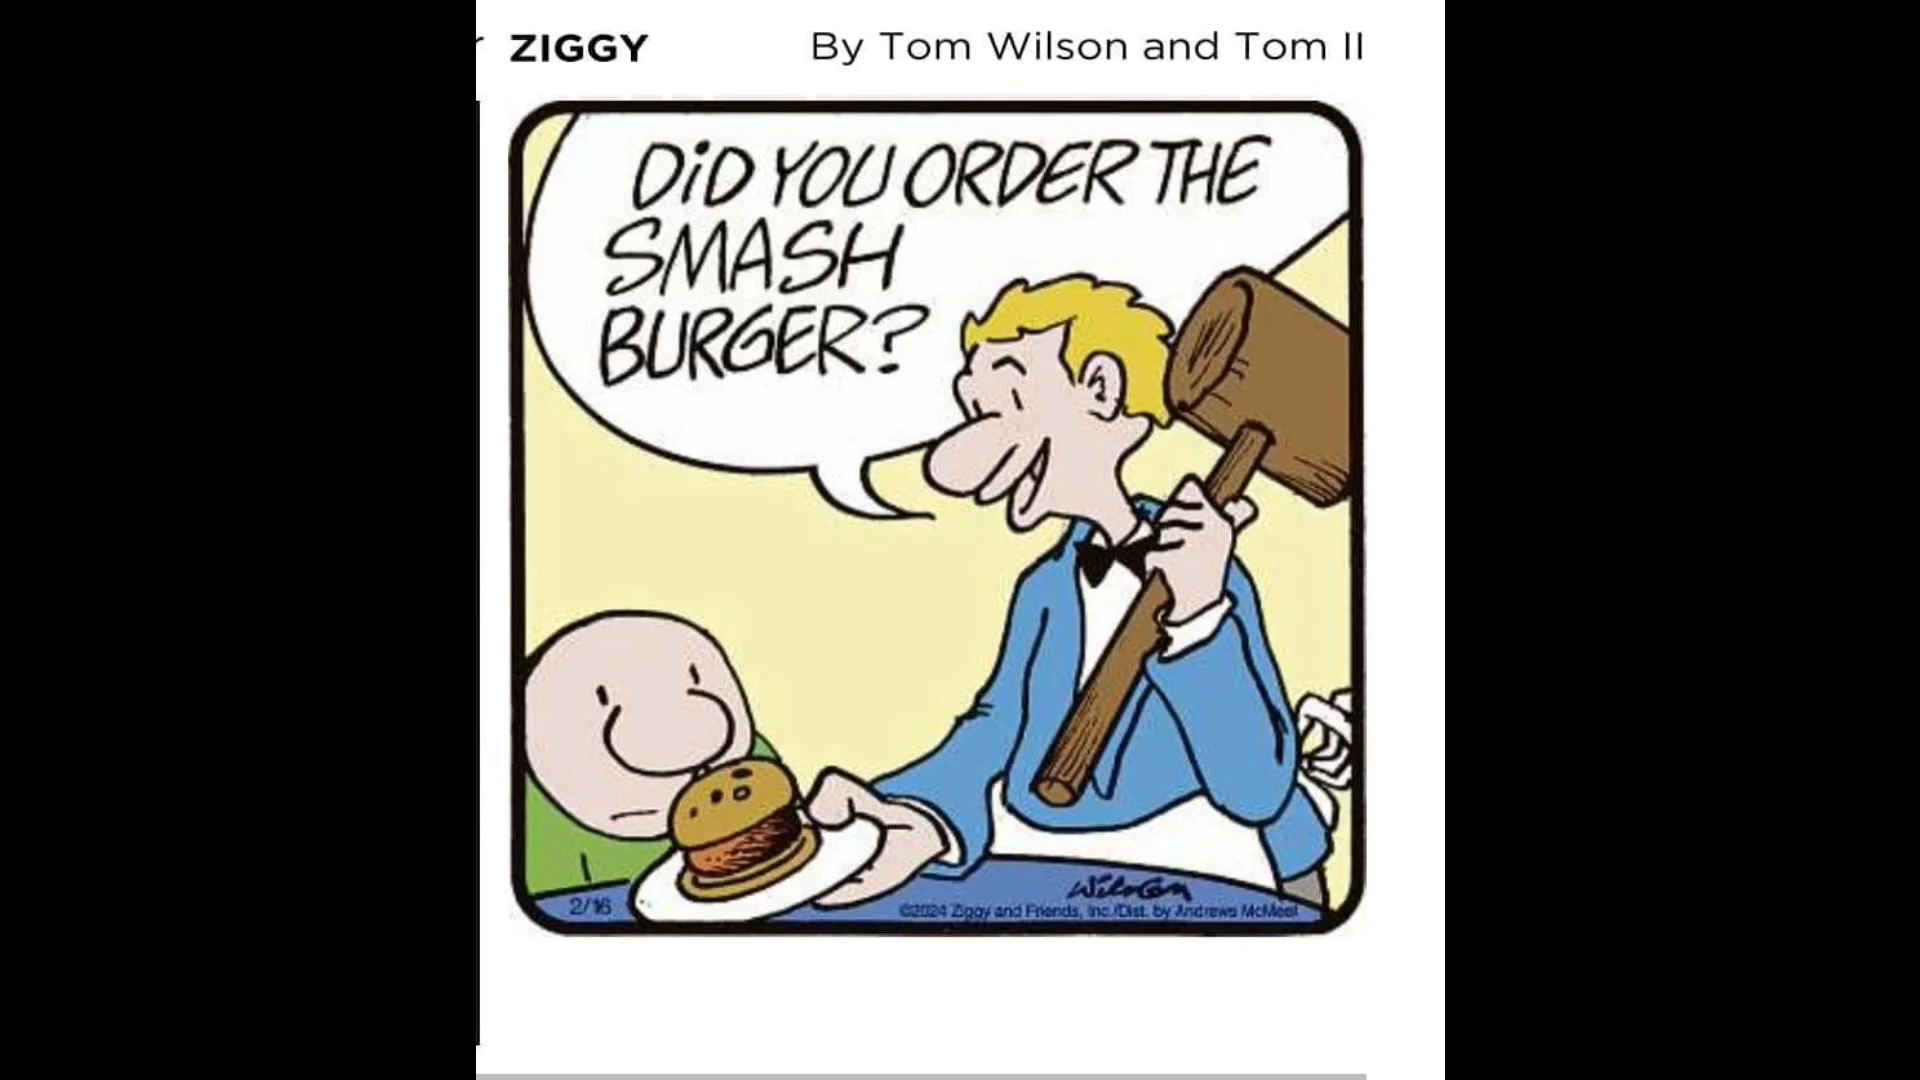 ZIGGY By Tom Wilson and Tom II
DiD YOU ORDER THE
SMASH
BURGER?
Wilson
2/16
©2024 Ziggy and Friends, Inc./Dist. by Andrews McMeel